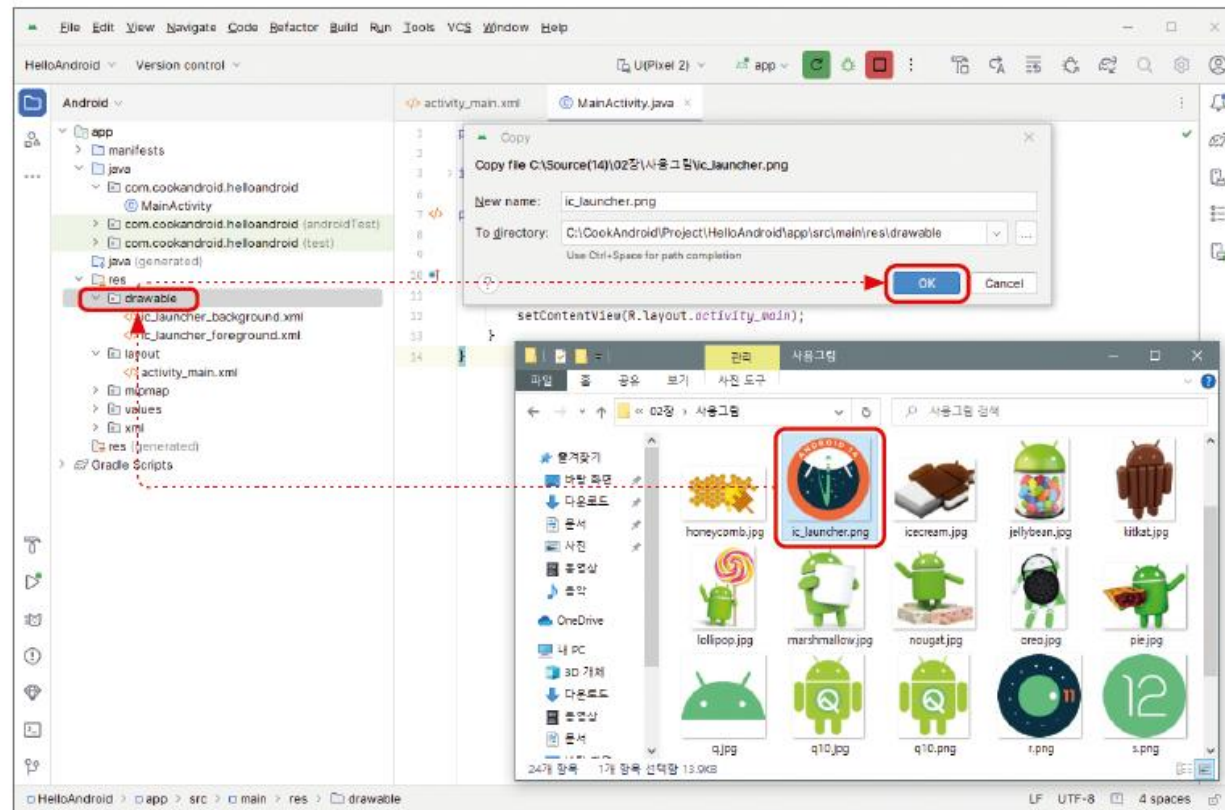 File Edit View Navigate Code Refactor Build Run Tools VCS Window Help
HelloAndroid Version control U(Pixel 2) app
Android
activity_main.xml MainActivity.java
app
manifests
java
com.cookandroid.helloandroid
MainActivity
com.cookandroid.helloandroid (androidTest)
com.cookandroid.helloandroid (test)
java (generated)
res
drawable
ic_launcher_background.xml
ic_launcher_foreground.xml
layout
activity_main.xml
mipmap
values
xml
res (generated)
Gradle Scripts
Copy
Copy file C:\Source(14)\02장\사용그림\ic_launcher.png
New name: ic_launcher.png
To directory: C:\CookAndroid\Project\HelloAndroid\app\src\main\res\drawable
Use Ctrl+Space for path completion
OK Cancel
setContentView(R.layout.activity_main);
}
}
관리 사용그림
파일 홈 공유 보기 사진 도구
« 02장 › 사용그림 사용그림 검색
즐겨찾기
바탕 화면
다운로드
문서
사진
동영상
음악
OneDrive
내 PC
3D 개체
다운로드
동영상
문서
ANDROID 14
honeycomb.jpg ic_launcher.png icecream.jpg jellybean.jpg kitkat.jpg
lollipop.jpg marshmallow.jpg nougat.jpg oreo.jpg pie.jpg
11 12
q.jpg q10.jpg q10.png r.png s.png
24개 항목 1개 항목 선택함 13.9KB
HelloAndroid > app > src > main > res > drawable LF UTF-8 4 spaces